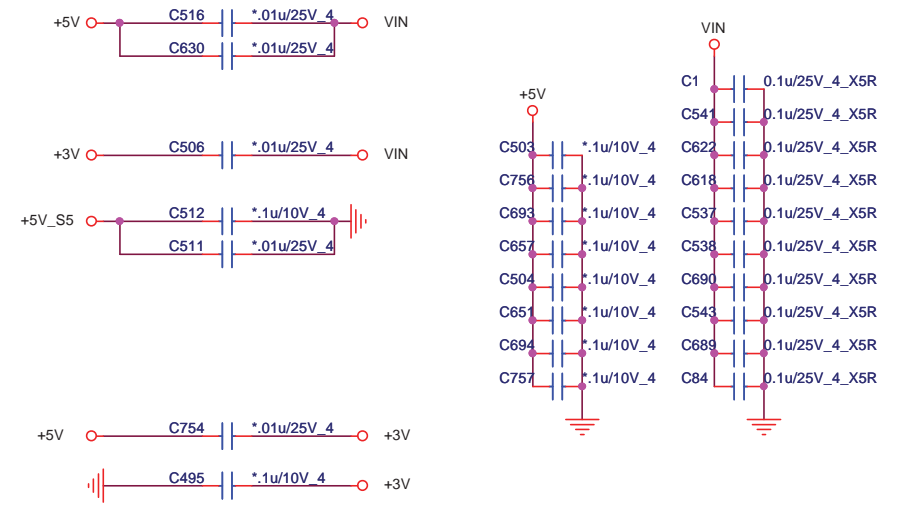 +5V C516 *.01u/25V_4 VIN
C630 *.01u/25V_4
+3V C506 *.01u/25V_4 VIN
+5V_S5 C512 *.1u/10V_4
C511 *.01u/25V_4
+5V C754 *.01u/25V_4 +3V
C495 *.1u/10V_4 +3V
+5V
C503 *.1u/10V_4
C756 *.1u/10V_4
C693 *.1u/10V_4
C657 *.1u/10V_4
C504 *.1u/10V_4
C651 *.1u/10V_4
C694 *.1u/10V_4
C757 *.1u/10V_4
VIN
C1 0.1u/25V_4_X5R
C541 0.1u/25V_4_X5R
C622 0.1u/25V_4_X5R
C618 0.1u/25V_4_X5R
C537 0.1u/25V_4_X5R
C538 0.1u/25V_4_X5R
C690 0.1u/25V_4_X5R
C543 0.1u/25V_4_X5R
C689 0.1u/25V_4_X5R
C84 0.1u/25V_4_X5R